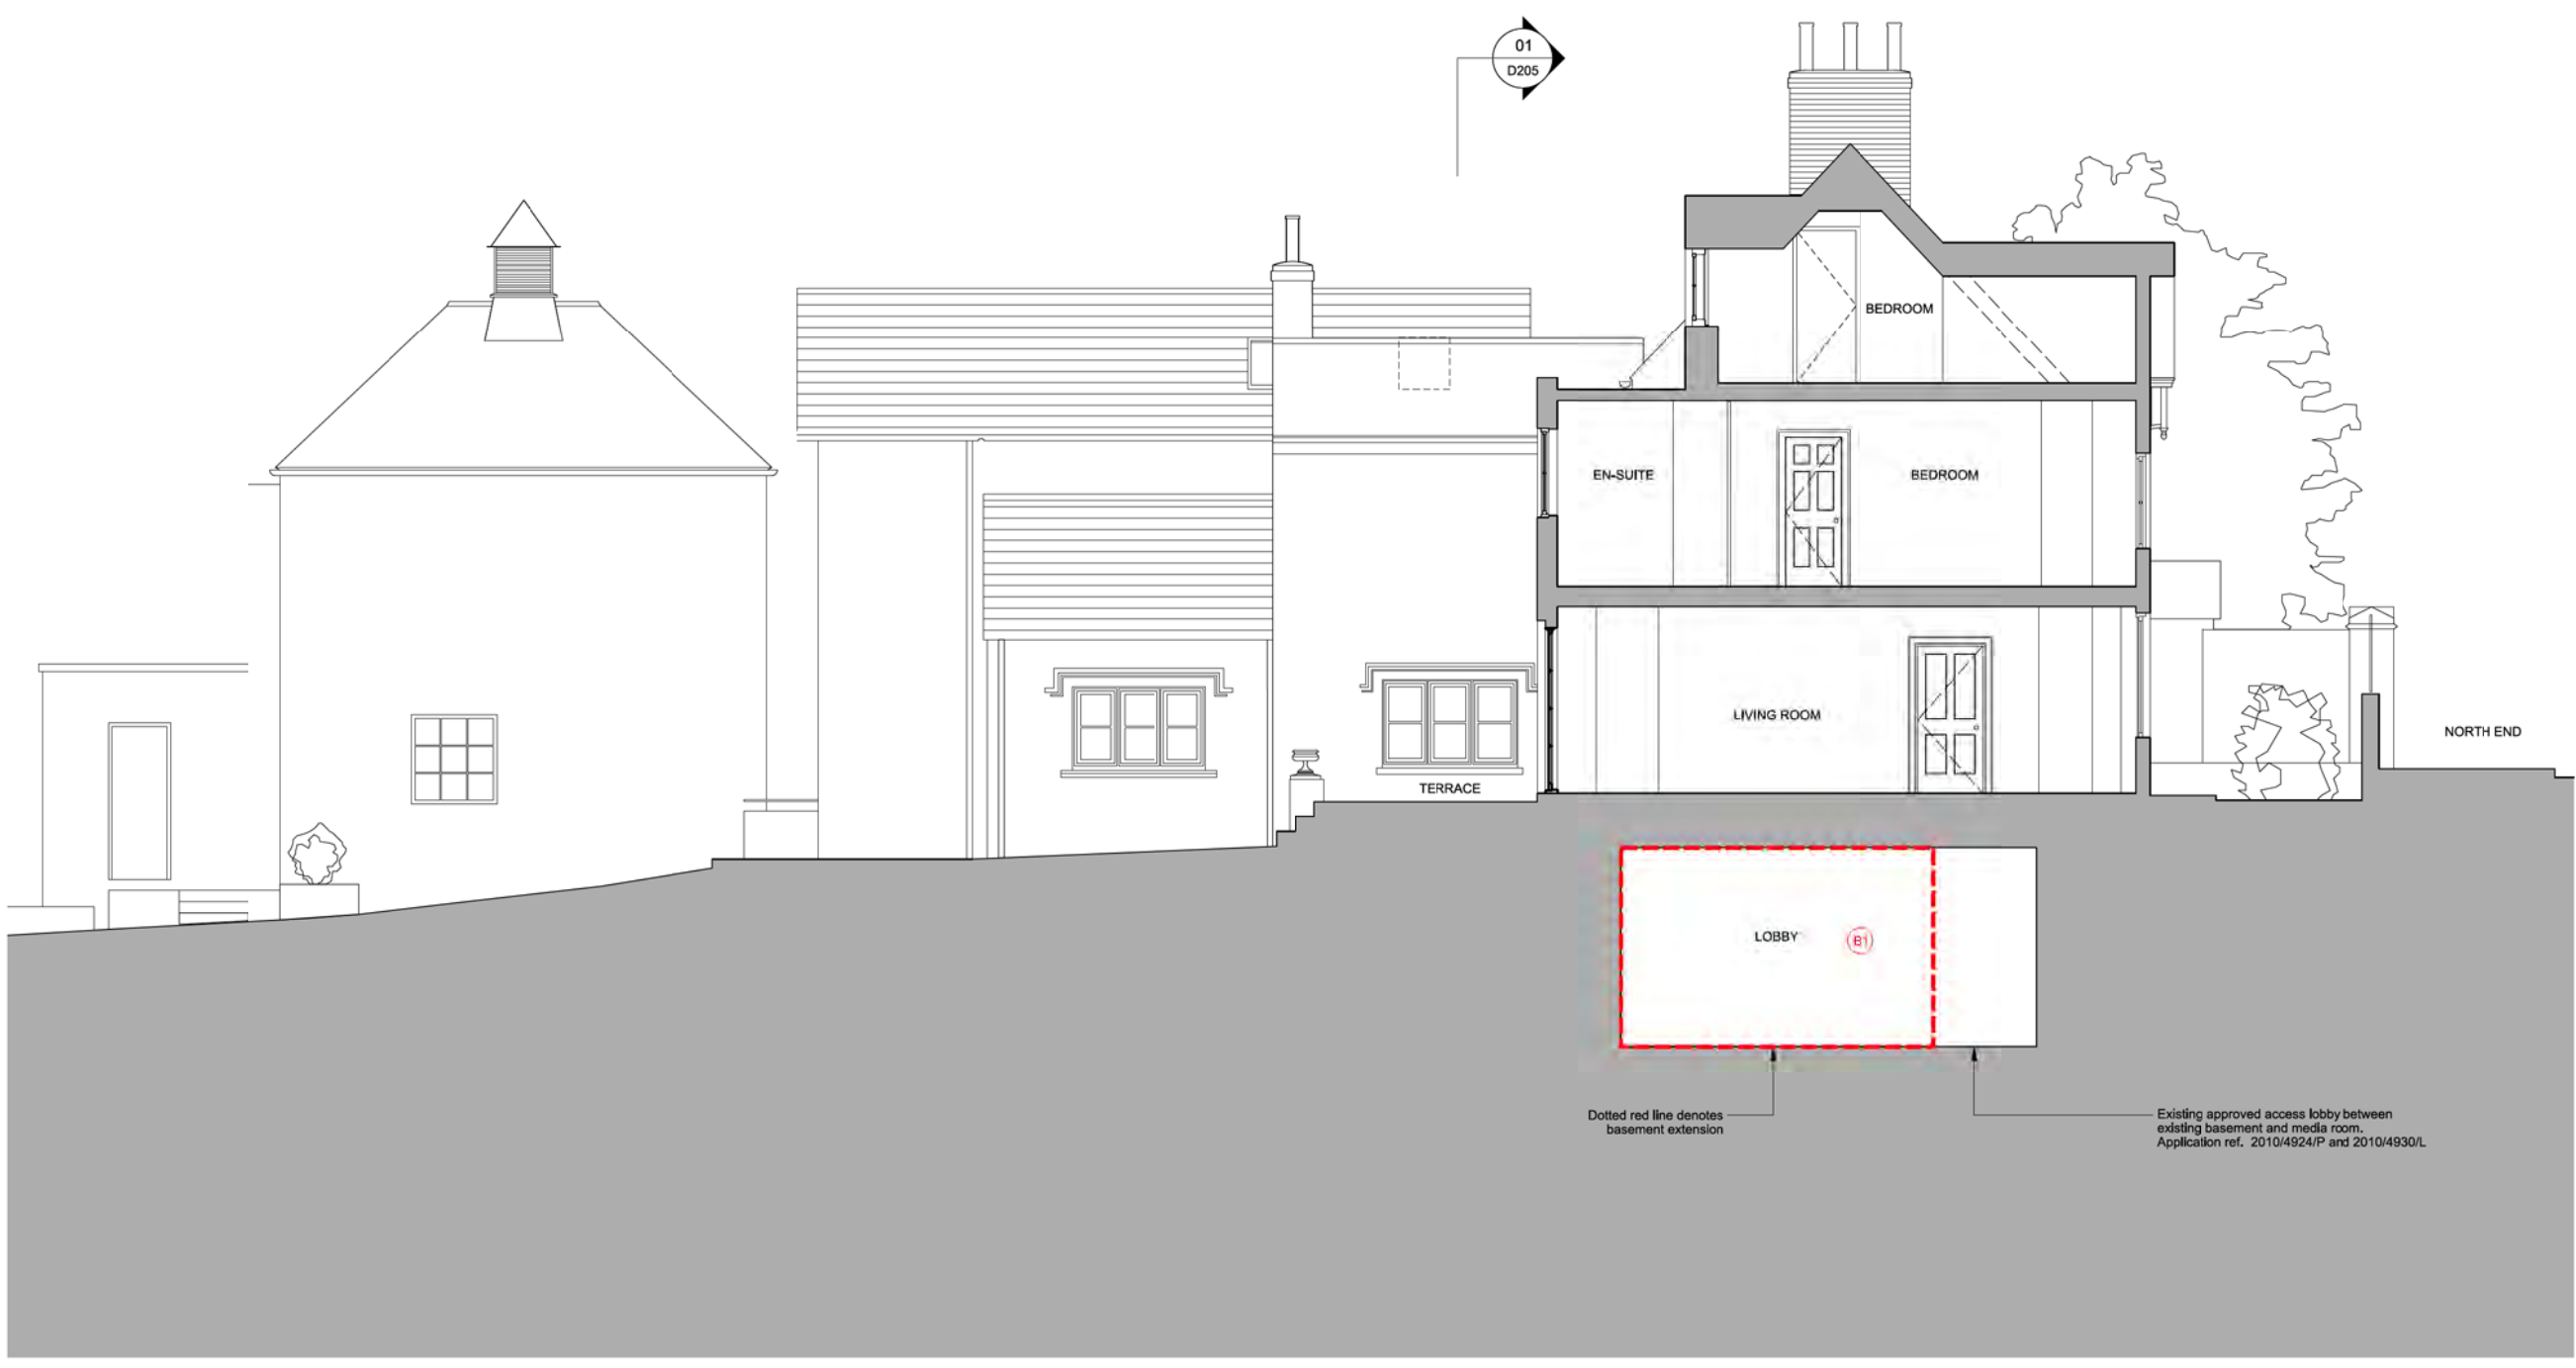 01
D205
BEDROOM
EN-SUITE
BEDROOM
LIVING ROOM
NORTH END
TERRACE
LOBBY
B1
Dotted red line denotes
basement extension
Existing approved access lobby between
existing basement and media room.
Application ref. 2010/4924/P and 2010/4930/L